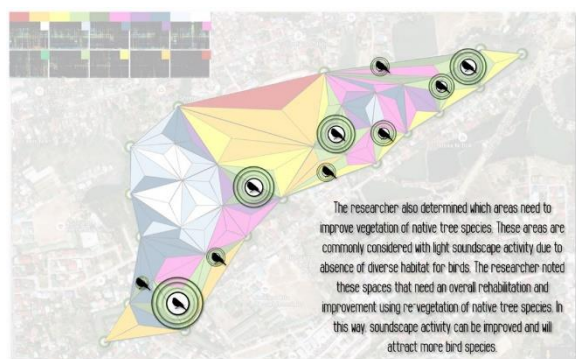 The researcher also determined which areas need to
improve vegetation of native tree species. These areas are
commonly considered with light soundscape activity due to
absence of diverse habitat for birds. The researcher noted
these spaces that need an overall rehabilitation and
improvement using re-vegetation of native tree species. In
this way, soundscape activity can be improved and will
attract more bird species.